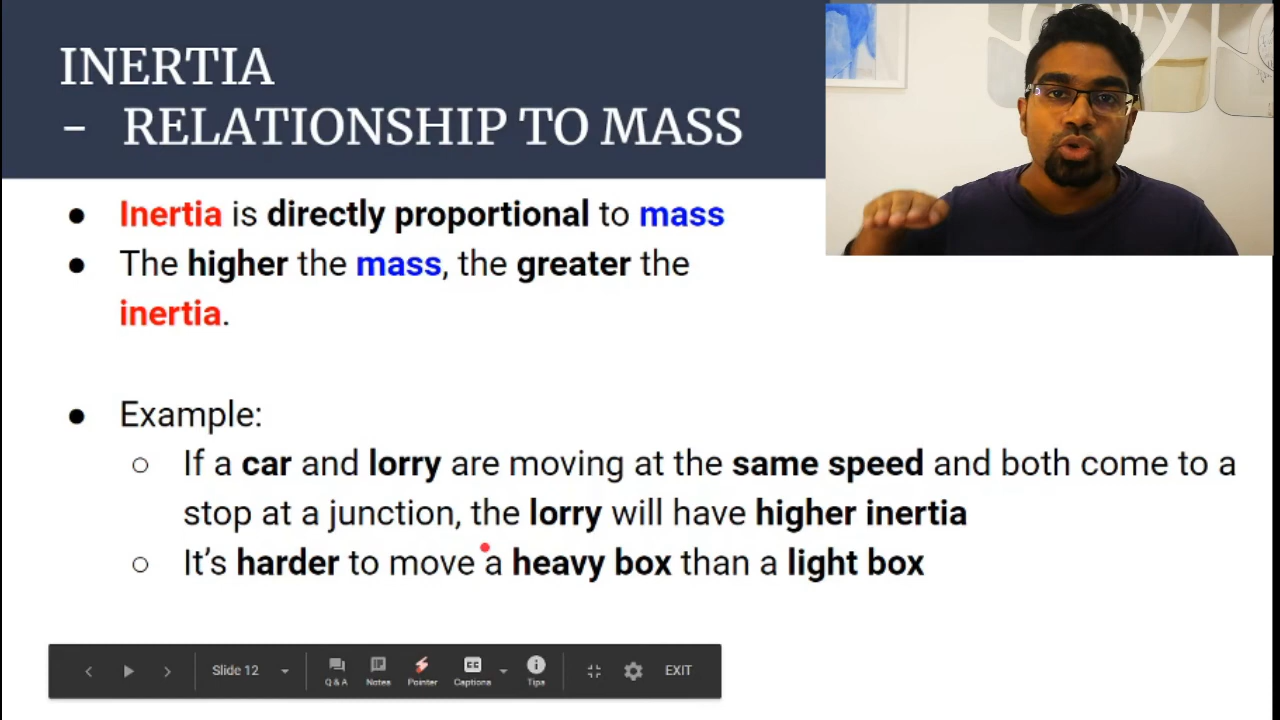 INERTIA
- RELATIONSHIP TO MASS
● Inertia is directly proportional to mass
● The higher the mass, the greater the
inertia.
● Example:
○ If a car and lorry are moving at the same speed and both come to a
stop at a junction, the lorry will have higher inertia
○ It's harder to move a heavy box than a light box
Slide 12
Q & A
Notes
Pointer
CC
Captions
Tips
EXIT